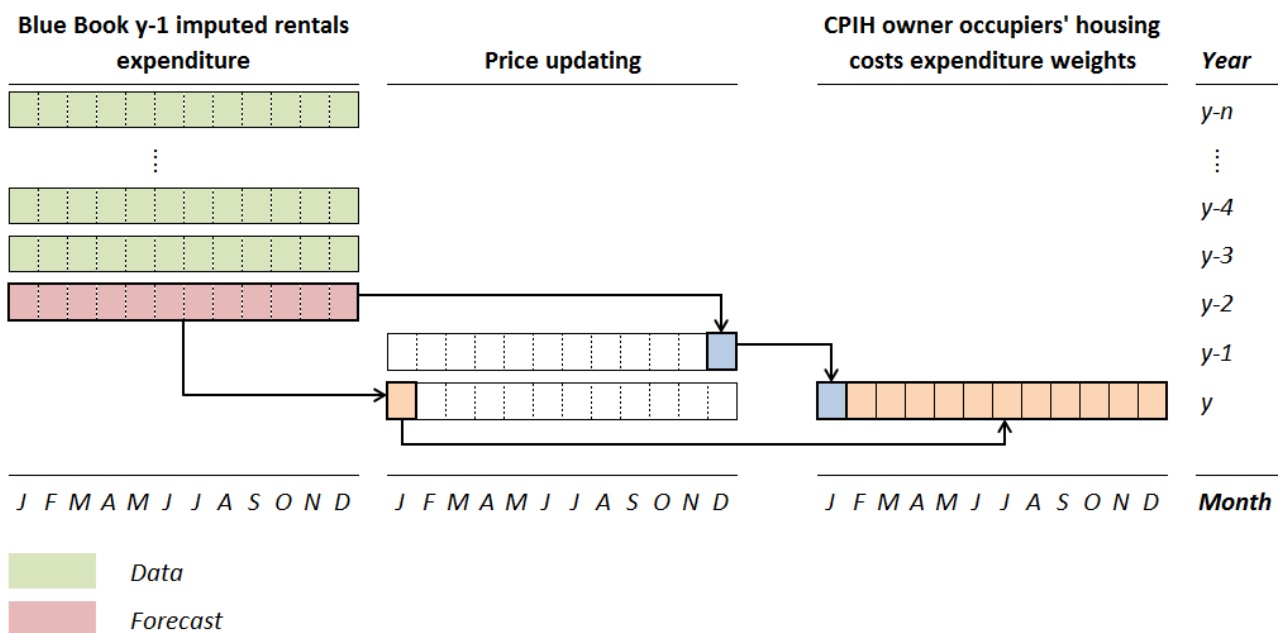 Blue Book y-1 imputed rentals
expenditure
Price updating
CPIH owner occupiers' housing
costs expenditure weights
Year
y-n
⋮
⋮
y-4
y-3
y-2
y-1
y
J F M A M J J A S O N D
J F M A M J J A S O N D
J F M A M J J A S O N D
Month
Data
Forecast